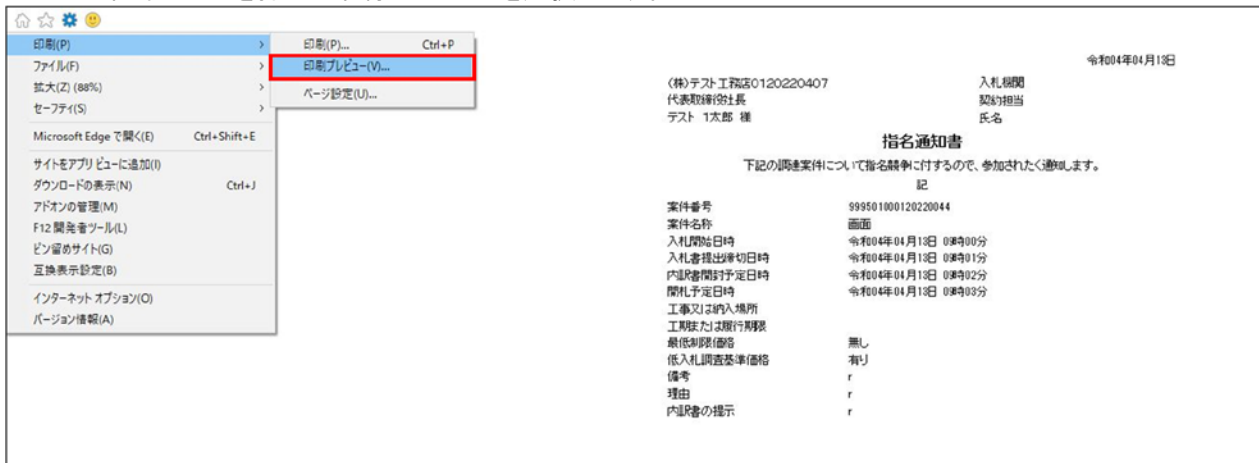 印刷(P) >
ファイル(F) >
拡大(Z) (88%) >
セーフティ(S) >
Microsoft Edge で開く(E) Ctrl+Shift+E
サイトをアプリ ビューに追加(I)
ダウンロードの表示(N) Ctrl+J
アドオンの管理(M)
F12 開発者ツール(L)
ピン留めサイト(G)
互換表示設定(B)
インターネット オプション(O)
バージョン情報(A)
印刷(P)... Ctrl+P
印刷プレビュー(V)...
ページ設定(U)...
令和04年04月13日
(株)テスト工務店0120220407 入札機関
代表取締役社長 契約担当
テスト 1太郎 様 氏名
指名通知書
下記の調達案件について指名競争に付するので、参加されたく通知します。
記
案件番号 999501000120220044
案件名称 画面
入札開始日時 令和04年04月13日 09時00分
入札書提出締切日時 令和04年04月13日 09時01分
内訳書開封予定日時 令和04年04月13日 09時02分
開札予定日時 令和04年04月13日 09時03分
工事又は納入場所
工期または履行期限
最低制限価格 無し
低入札調査基準価格 有り
備考 r
理由 r
内訳書の提示 r